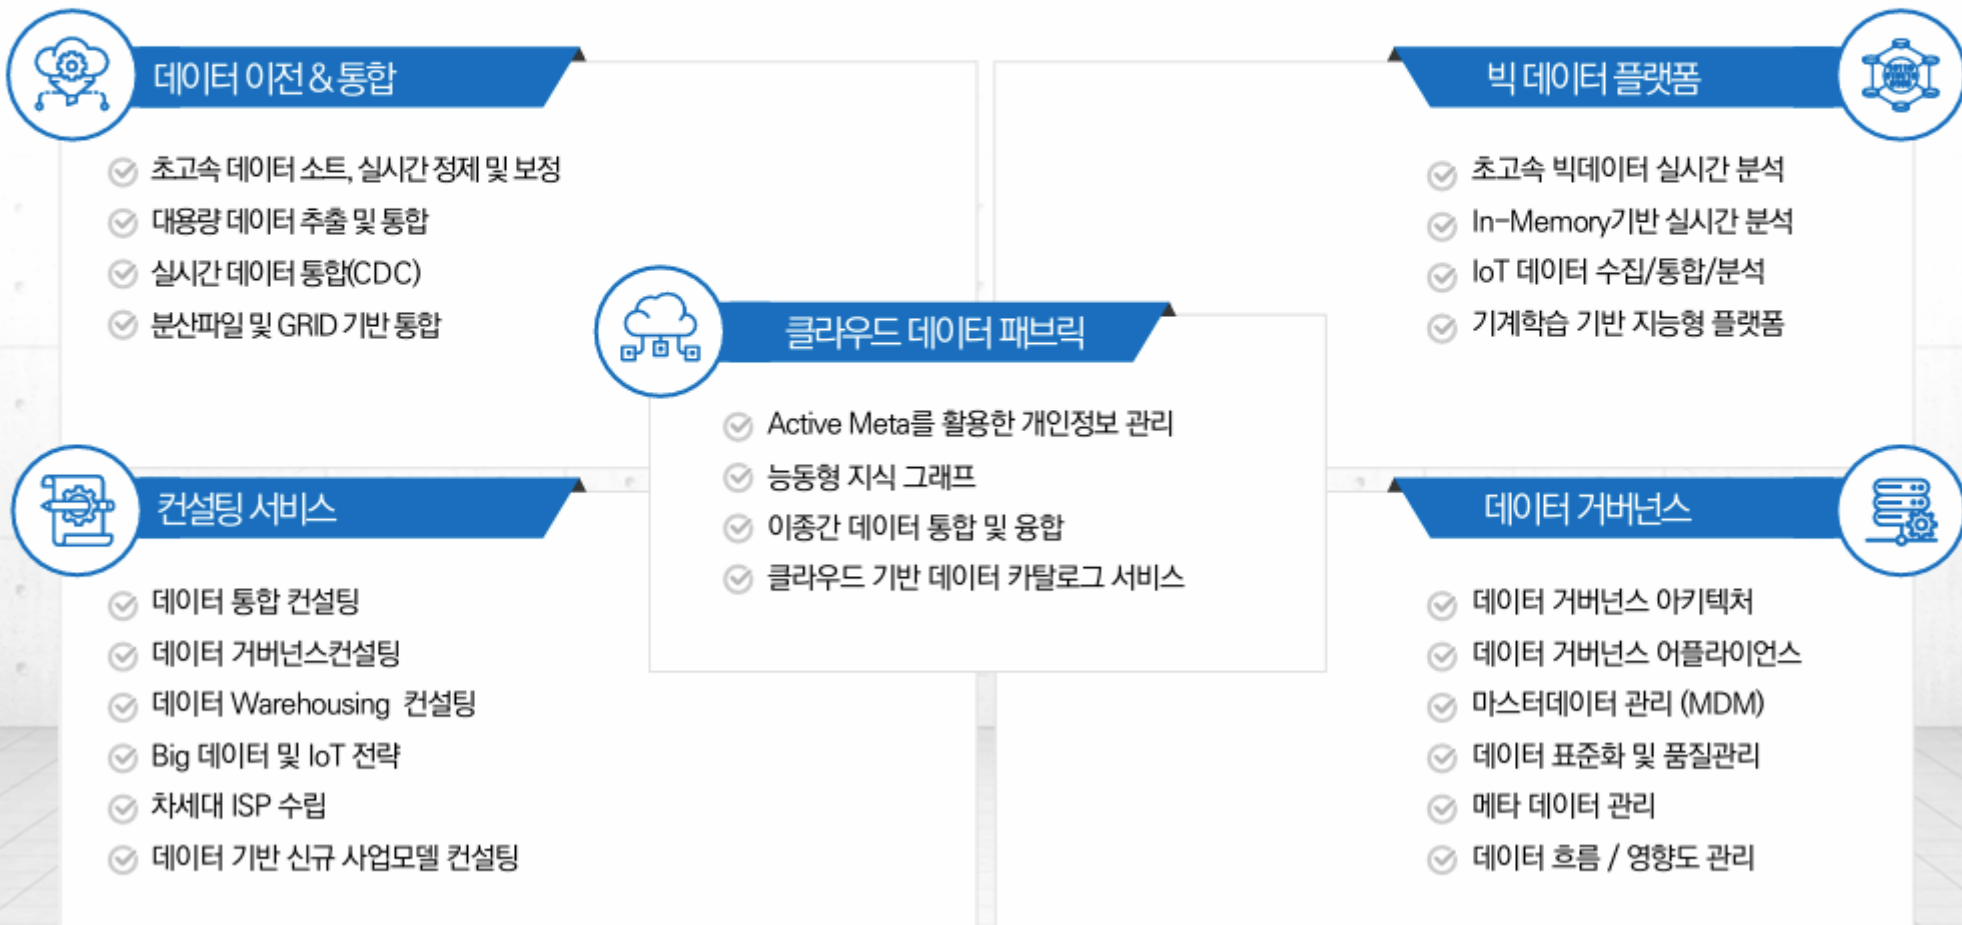 데이터 이전 & 통합
초고속 데이터 소트, 실시간 정제 및 보정
대용량 데이터 추출 및 통합
실시간 데이터 통합(CDC)
분산파일 및 GRID 기반 통합
빅 데이터 플랫폼
초고속 빅데이터 실시간 분석
In-Memory기반 실시간 분석
IoT 데이터 수집/통합/분석
기계학습 기반 지능형 플랫폼
클라우드 데이터 패브릭
Active Meta를 활용한 개인정보 관리
능동형 지식 그래프
이종간 데이터 통합 및 융합
클라우드 기반 데이터 카탈로그 서비스
컨설팅 서비스
데이터 통합 컨설팅
데이터 거버넌스컨설팅
데이터 Warehousing 컨설팅
Big 데이터 및 IoT 전략
차세대 ISP 수립
데이터 기반 신규 사업모델 컨설팅
데이터 거버넌스
데이터 거버넌스 아키텍처
데이터 거버넌스 어플라이언스
마스터데이터 관리 (MDM)
데이터 표준화 및 품질관리
메타 데이터 관리
데이터 흐름 / 영향도 관리